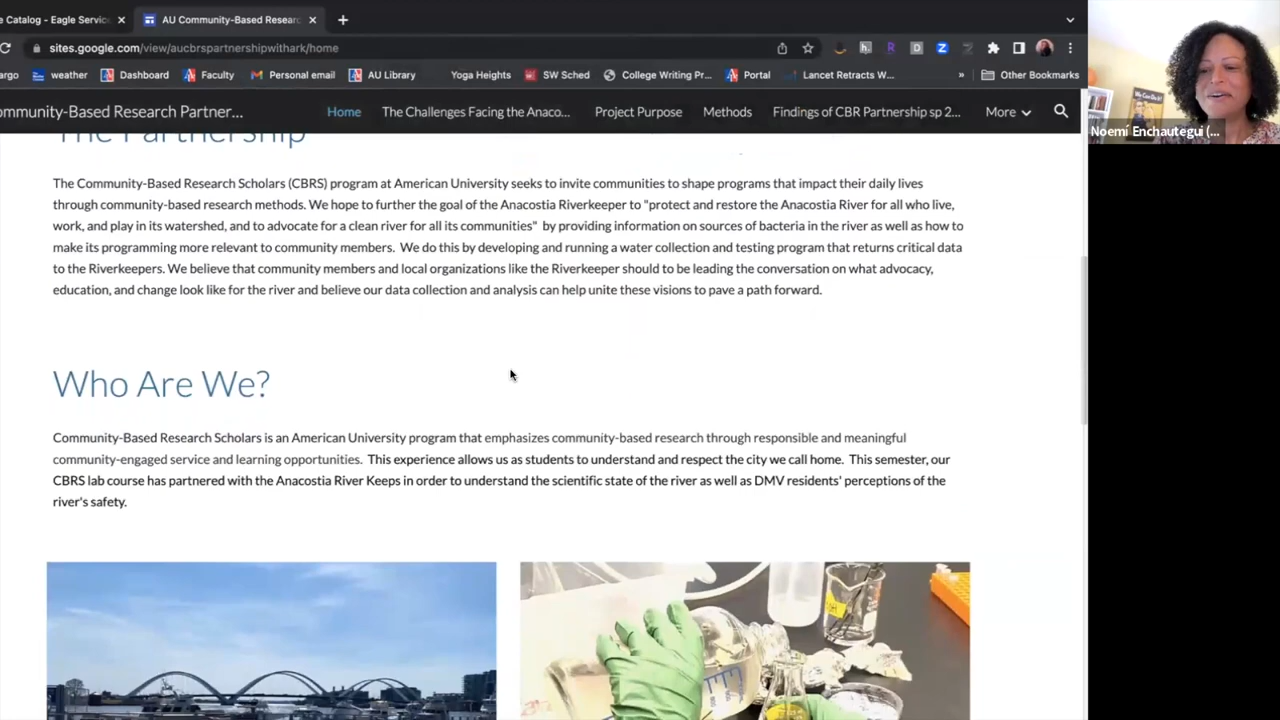 e Catalog - Eagle Servic
AU Community-Based Researc
sites.google.com/view/aucbrspartnershipwithark/home
argo
weather
Dashboard
Faculty
Personal email
AU Library
Yoga Heights
SW Sched
College Writing Pr...
Portal
Lancet Retracts W...
»
Other Bookmarks
ommunity-Based Research Partner...
Home
The Challenges Facing the Anaco...
Project Purpose
Methods
Findings of CBR Partnership sp 2...
More
Noemí Enchautegui (...
The Partnership
The Community-Based Research Scholars (CBRS) program at American University seeks to invite communities to shape programs that impact their daily lives
through community-based research methods. We hope to further the goal of the Anacostia Riverkeeper to "protect and restore the Anacostia River for all who live,
work, and play in its watershed, and to advocate for a clean river for all its communities" by providing information on sources of bacteria in the river as well as how to
make its programming more relevant to community members. We do this by developing and running a water collection and testing program that returns critical data
to the Riverkeepers. We believe that community members and local organizations like the Riverkeeper should to be leading the conversation on what advocacy,
education, and change look like for the river and believe our data collection and analysis can help unite these visions to pave a path forward.
Who Are We?
Community-Based Research Scholars is an American University program that emphasizes community-based research through responsible and meaningful
community-engaged service and learning opportunities. This experience allows us as students to understand and respect the city we call home. This semester, our
CBRS lab course has partnered with the Anacostia River Keeps in order to understand the scientific state of the river as well as DMV residents' perceptions of the
river's safety.